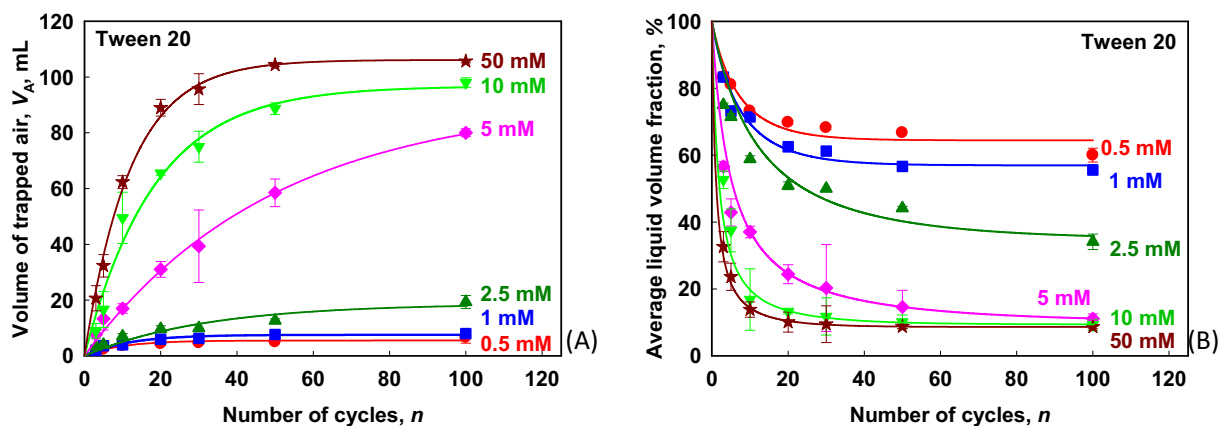 Tween 20
Volume of trapped air, V_A, mL
120
100
80
60
40
20
0
50 mM
10 mM
5 mM
2.5 mM
1 mM
0.5 mM
(A)
0 20 40 60 80 100 120
Number of cycles, n
Tween 20
Average liquid volume fraction, %
100
80
60
40
20
0
0.5 mM
1 mM
2.5 mM
5 mM
10 mM
50 mM
(B)
0 20 40 60 80 100 120
Number of cycles, n